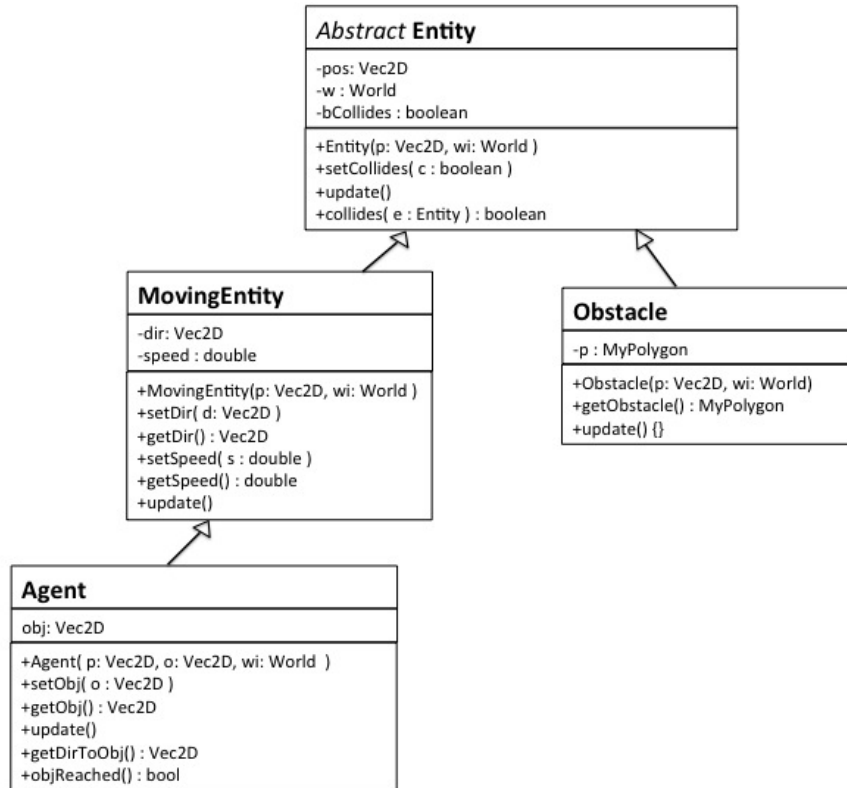 Abstract Entity
-pos: Vec2D
-w : World
-bCollides : boolean
+Entity(p: Vec2D, wi: World )
+setCollides( c : boolean )
+update()
+collides( e : Entity ) : boolean
MovingEntity
-dir: Vec2D
-speed : double
+MovingEntity(p: Vec2D, wi: World )
+setDir( d: Vec2D )
+getDir() : Vec2D
+setSpeed( s : double )
+getSpeed() : double
+update()
Obstacle
-p : MyPolygon
+Obstacle(p: Vec2D, wi: World)
+getObstacle() : MyPolygon
+update() {}
Agent
obj: Vec2D
+Agent( p: Vec2D, o: Vec2D, wi: World )
+setObj( o : Vec2D )
+getObj() : Vec2D
+update()
+getDirToObj() : Vec2D
+objReached() : bool